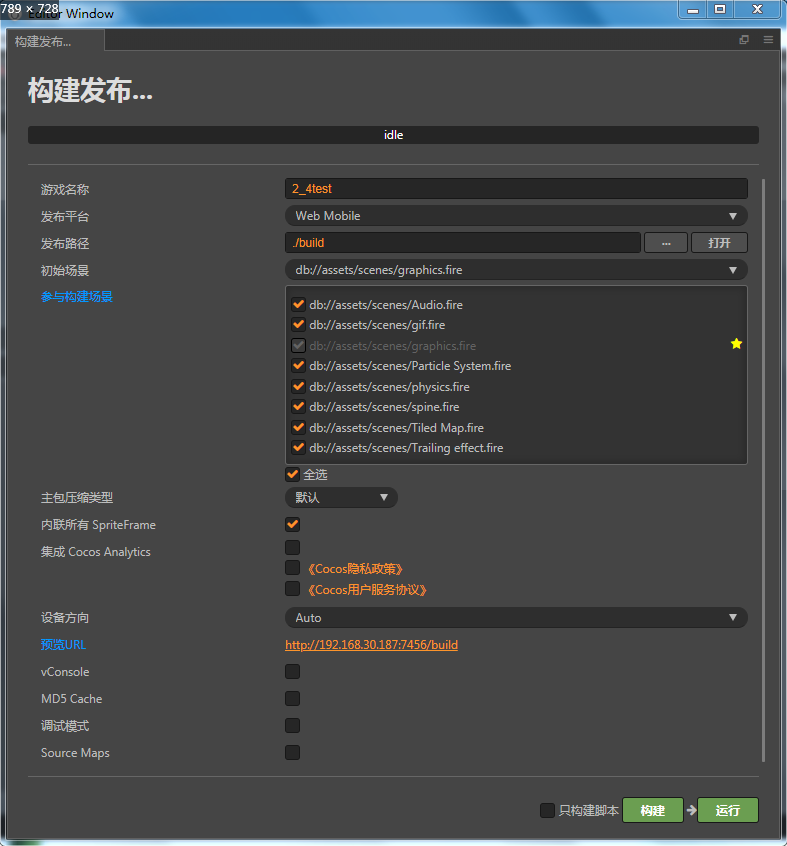 789 × 728
Editor Window
构建发布...
构建发布...
idle
游戏名称 2_4test
发布平台 Web Mobile
发布路径 ./build ... 打开
初始场景 db://assets/scenes/graphics.fire
参与构建场景
db://assets/scenes/Audio.fire
db://assets/scenes/gif.fire
db://assets/scenes/graphics.fire
db://assets/scenes/Particle System.fire
db://assets/scenes/physics.fire
db://assets/scenes/spine.fire
db://assets/scenes/Tiled Map.fire
db://assets/scenes/Trailing effect.fire
全选
主包压缩类型 默认
内联所有 SpriteFrame
集成 Cocos Analytics
《Cocos隐私政策》
《Cocos用户服务协议》
设备方向 Auto
预览URL http://192.168.30.187:7456/build
vConsole
MD5 Cache
调试模式
Source Maps
只构建脚本 构建 运行